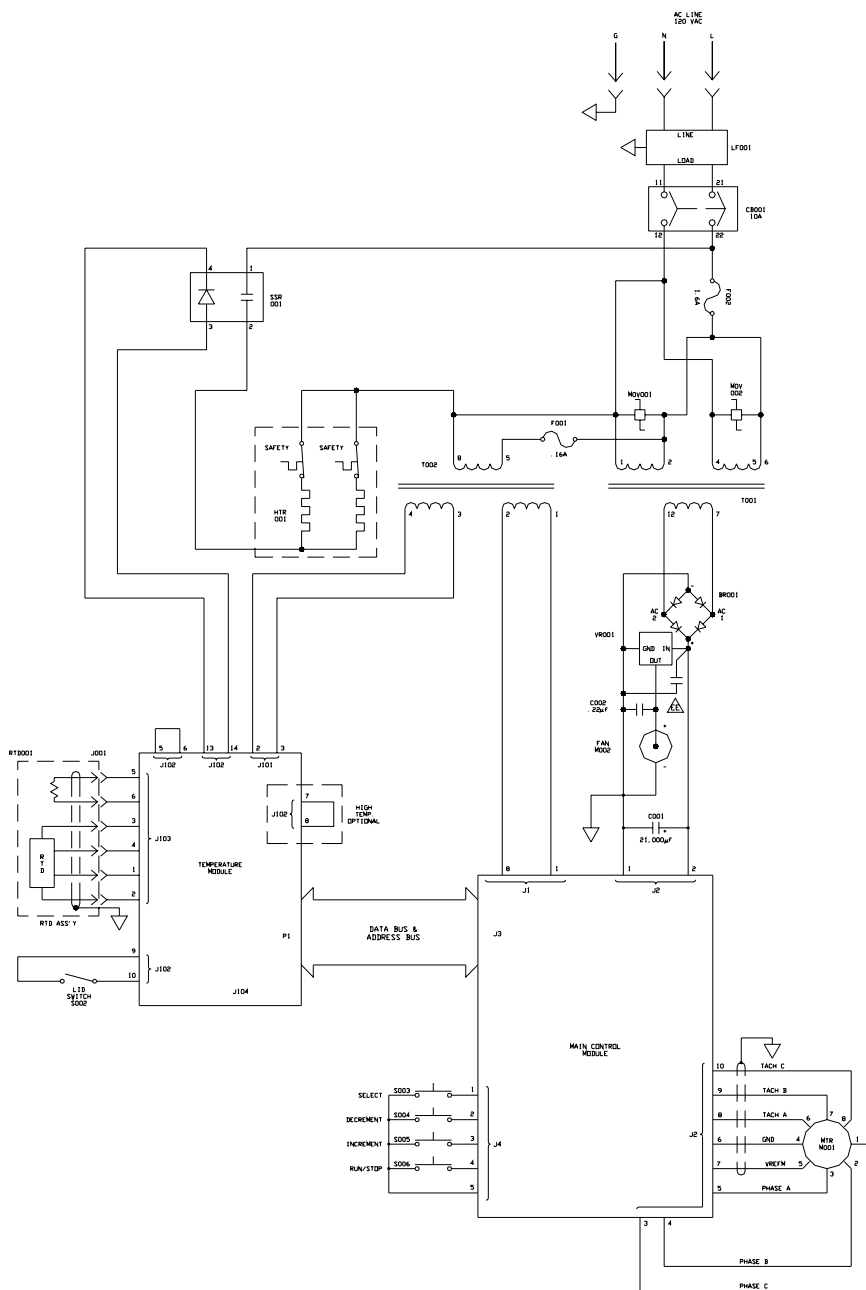 AC LINE
120 VAC
G N L
LINE
LOAD
LF001
11 21
CB001
10A
12 22
4 1
SSR
001
3 2
F002
1.6A
MOV001
MOV
002
F001
.16A
SAFETY SAFETY
HTR
001
T002
8 5
1 2
4 5 6
T001
4 3
2 1
12 7
-
BR001
AC
2
AC
1
+
VR001
GND IN
OUT
C002
.22µF
EE
+
FAN
M002
-
C001
21,000µF
+
RTD001 J001
5 6
J102
13 14
J102
2 3
J101
5
6
3
4
1
2
J103
RTD
RTD ASS'Y
7
8
J102
HIGH
TEMP.
OPTIONAL
TEMPERATURE
MODULE
P1
9
10
J102
J104
LID
SWITCH
S002
DATA BUS &
ADDRESS BUS
8 1
J1
1 2
J2
J3
MAIN CONTROL
MODULE
SELECT S003 1
DECREMENT S004 2
INCREMENT S005 3
RUN/STOP S006 4
5
J4
J2
10 TACH C
9 TACH B
8 TACH A
6 GND
7 VREFM
5 PHASE A
6 7 8
4 1
5 3 2
MTR
M001
3 4
PHASE B
PHASE C